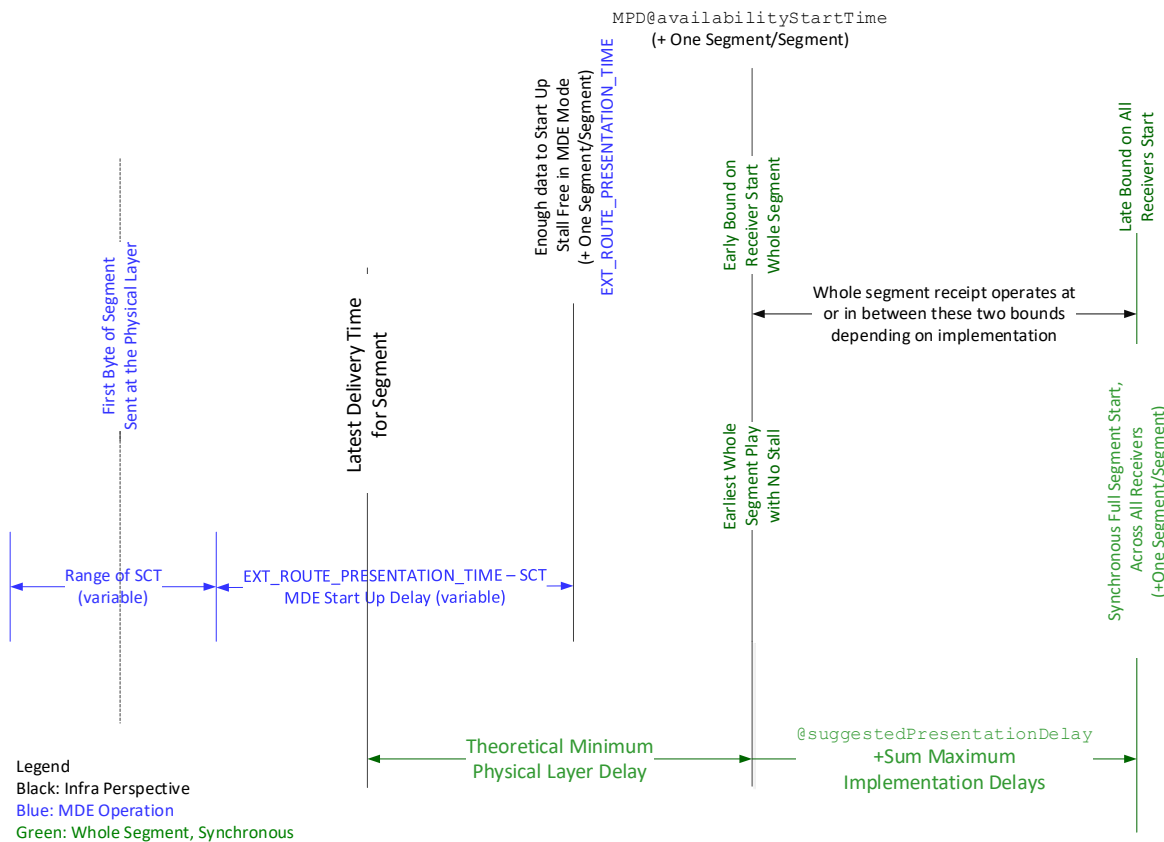 MPD@availabilityStartTime
(+ One Segment/Segment)
Enough data to Start Up
Stall Free in MDE Mode
(+ One Segment/Segment)
EXT_ROUTE_PRESENTATION_TIME
Early Bound on
Receiver Start
Whole Segment
Late Bound on All
Receivers Start
First Byte of Segment
Sent at the Physical Layer
Latest Delivery Time
for Segment
Whole segment receipt operates at
or in between these two bounds
depending on implementation
Earliest Whole
Segment Play
with No Stall
Synchronous Full Segment Start,
Across All Receivers
(+One Segment/Segment)
Range of SCT
(variable)
EXT_ROUTE_PRESENTATION_TIME – SCT
MDE Start Up Delay (variable)
Theoretical Minimum
Physical Layer Delay
@suggestedPresentationDelay
+Sum Maximum
Implementation Delays
Legend
Black: Infra Perspective
Blue: MDE Operation
Green: Whole Segment, Synchronous